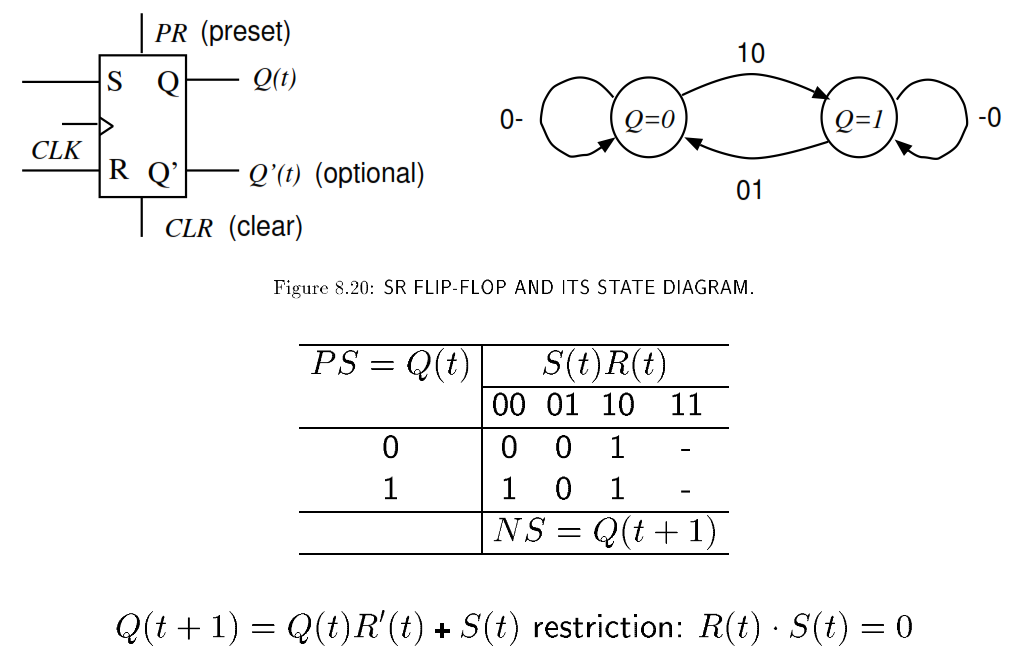 PR (preset)
S Q Q(t)
CLK
R Q' Q'(t) (optional)
CLR (clear)
10
0- Q=0 Q=1 -0
01
Figure 8.20: SR FLIP-FLOP AND ITS STATE DIAGRAM.
PS = Q(t) S(t)R(t)
00 01 10 11
0 0 0 1 -
1 1 0 1 -
NS = Q(t + 1)
Q(t + 1) = Q(t)R′(t) + S(t) restriction: R(t) · S(t) = 0